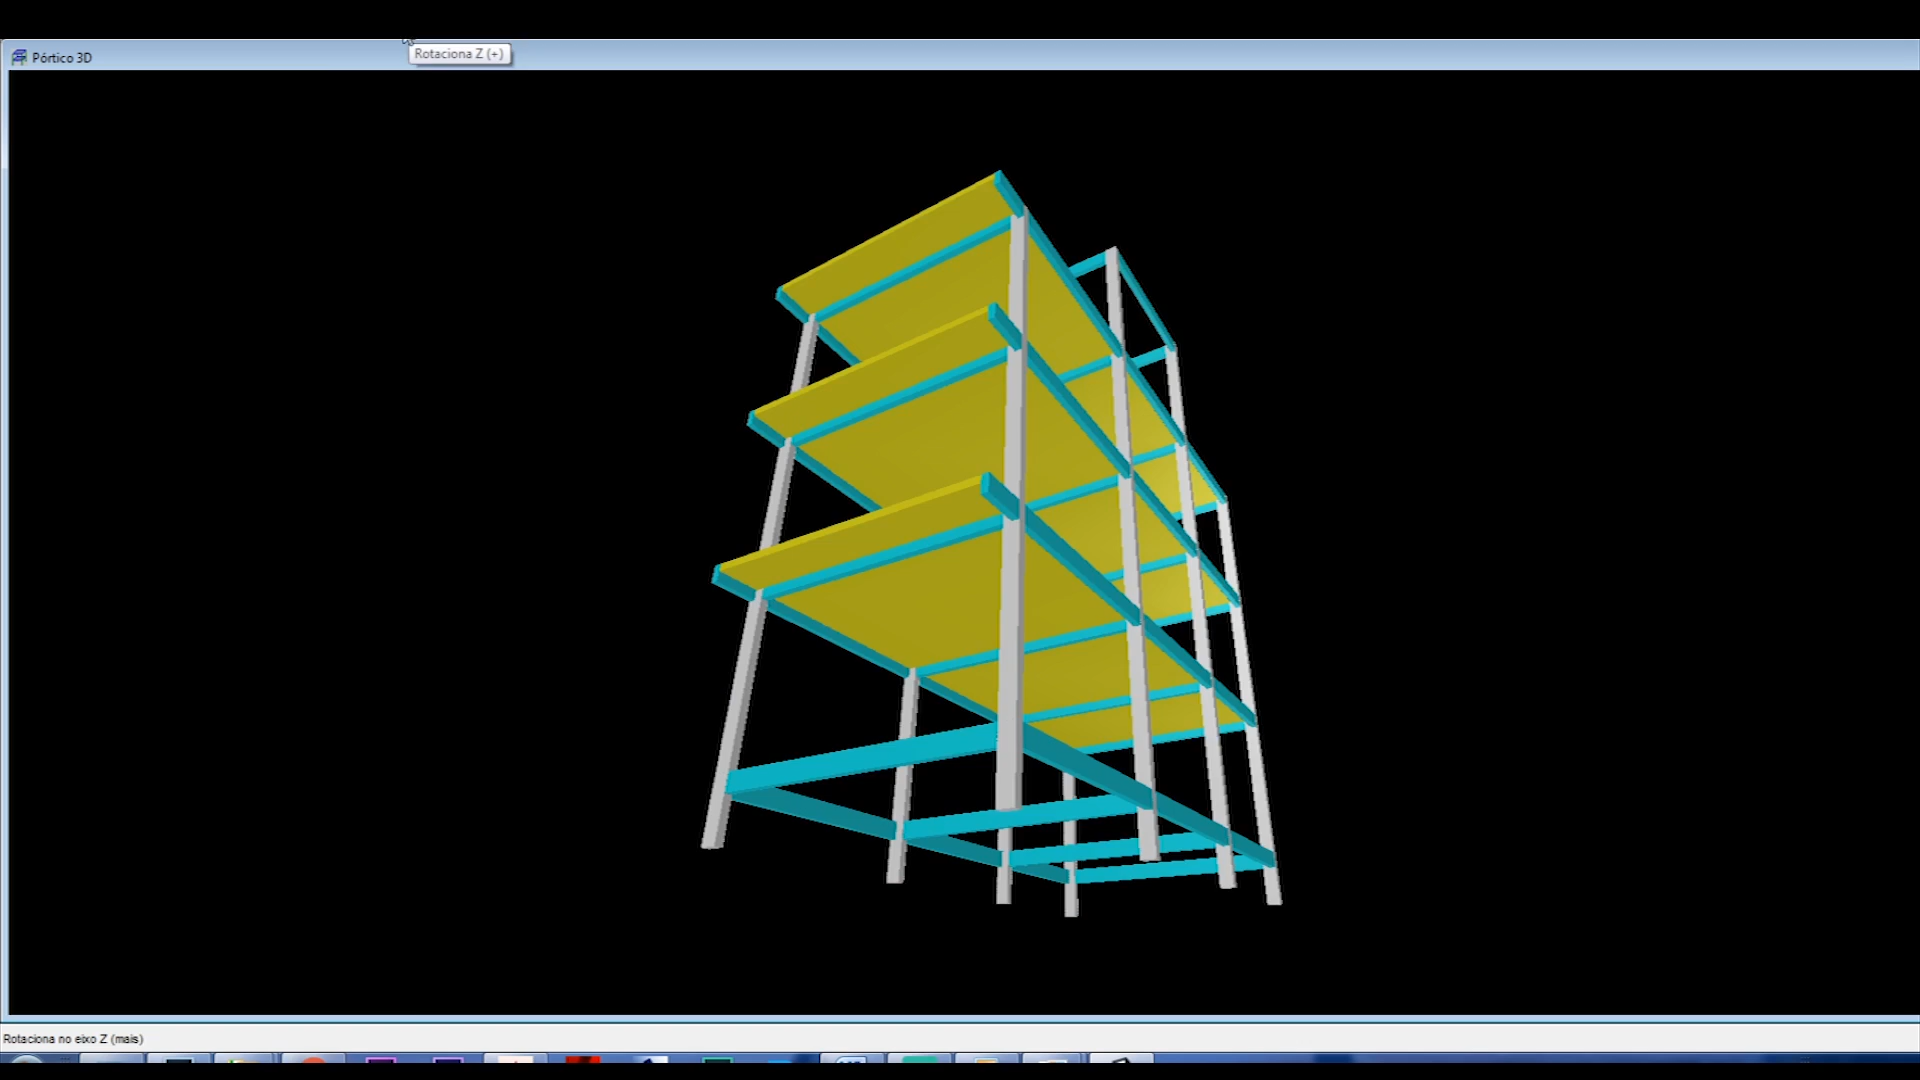 Pórtico 3D
Rotaciona Z (+)
Rotaciona no eixo Z (mais)